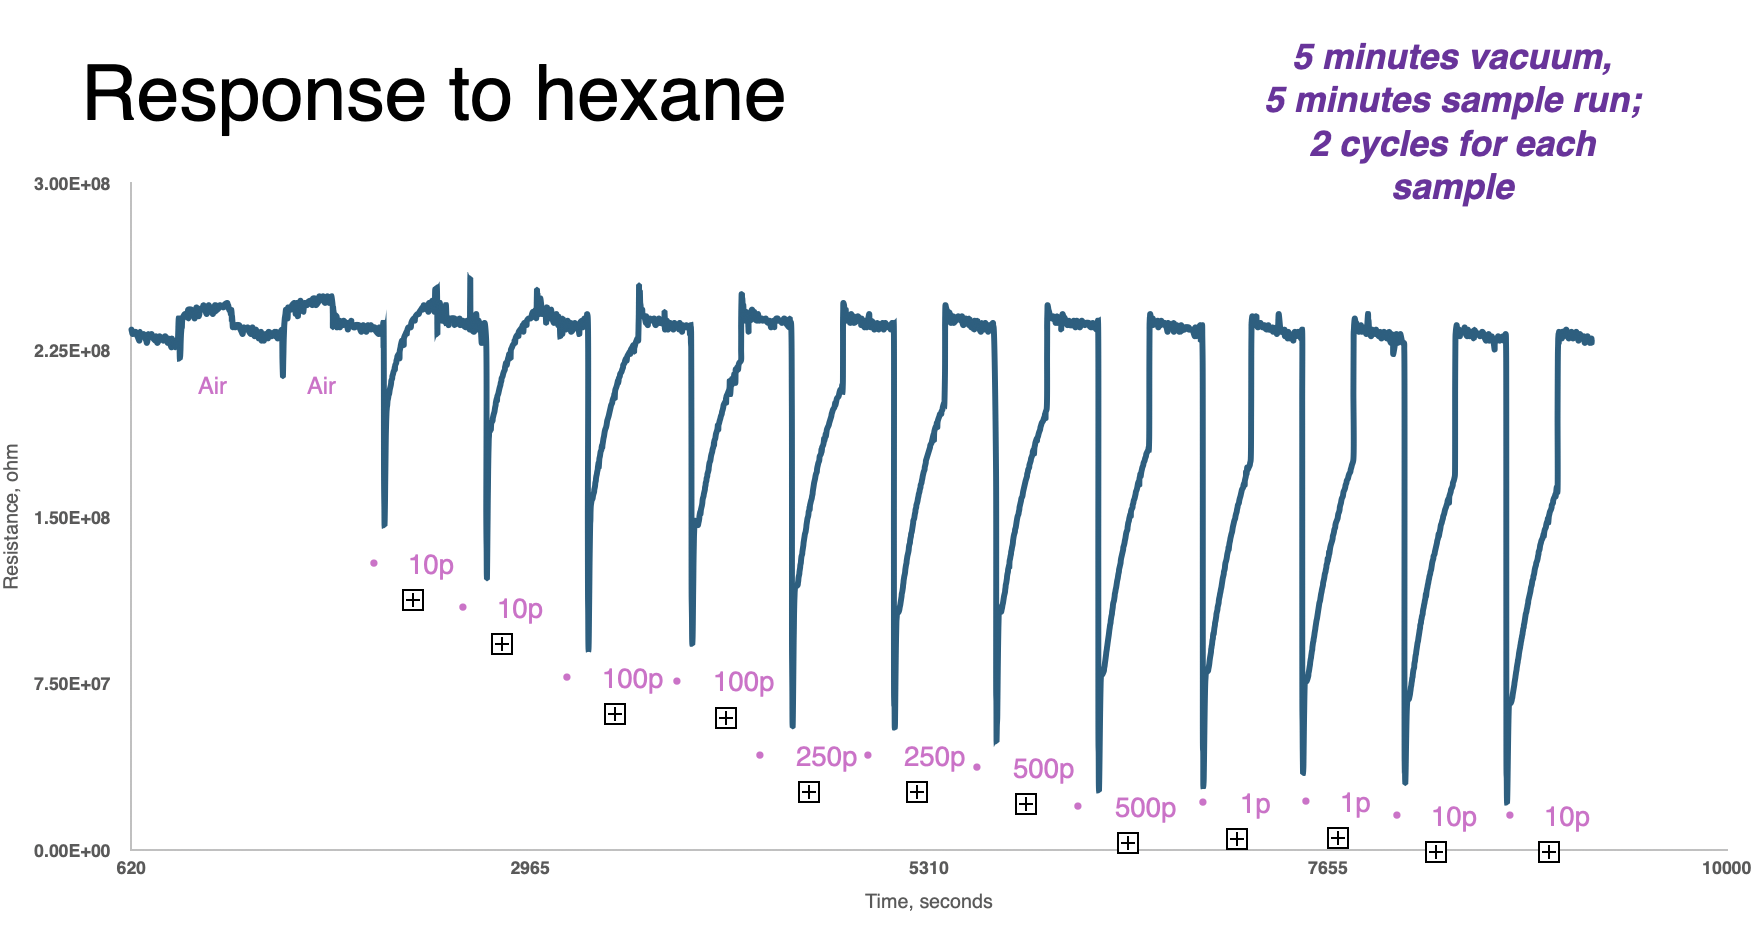 Response to hexane
5 minutes vacuum,
5 minutes sample run;
2 cycles for each
sample
3.00E+08
2.25E+08
1.50E+08
7.50E+07
0.00E+00
Resistance, ohm
Air
Air
• 10p
• 10p
• 100p
• 100p
• 250p
• 250p
• 500p
• 500p
• 1p
• 1p
• 10p
• 10p
620
2965
5310
7655
10000
Time, seconds